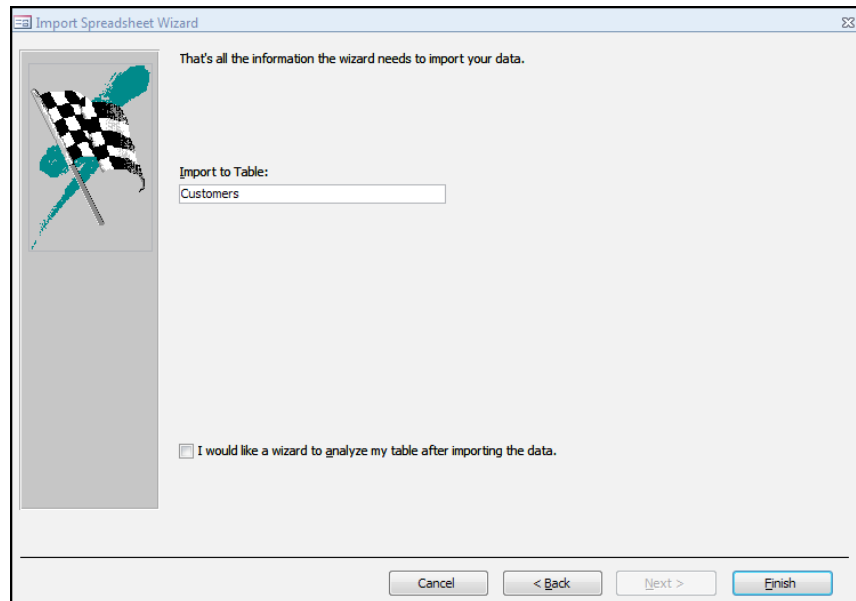 Import Spreadsheet Wizard
That's all the information the wizard needs to import your data.
Import to Table:
Customers
I would like a wizard to analyze my table after importing the data.
Cancel
< Back
Next >
Finish